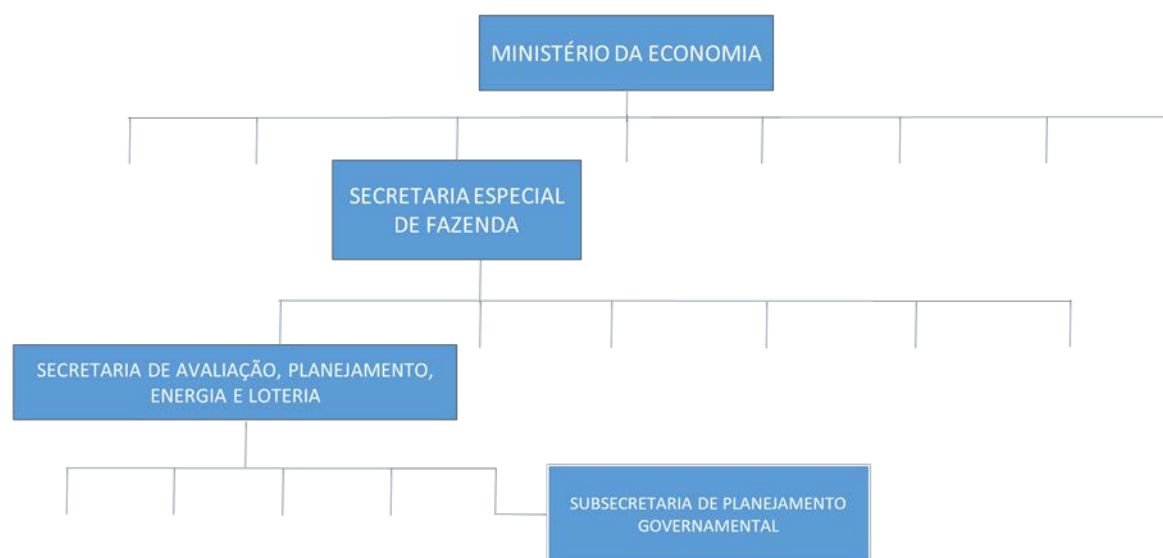 MINISTÉRIO DA ECONOMIA
SECRETARIA ESPECIAL
DE FAZENDA
SECRETARIA DE AVALIAÇÃO, PLANEJAMENTO,
ENERGIA E LOTERIA
SUBSECRETARIA DE PLANEJAMENTO
GOVERNAMENTAL